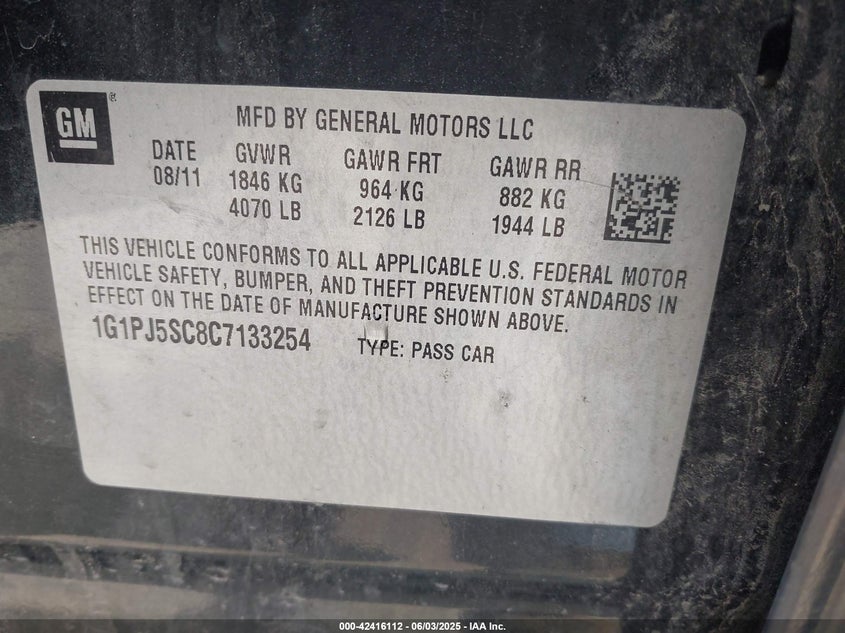 GM ®
MFD BY GENERAL MOTORS LLC
DATE GVWR GAWR FRT GAWR RR
08/11 1846 KG 964 KG 882 KG
4070 LB 2126 LB 1944 LB
THIS VEHICLE CONFORMS TO ALL APPLICABLE U.S. FEDERAL MOTOR
VEHICLE SAFETY, BUMPER, AND THEFT PREVENTION STANDARDS IN
EFFECT ON THE DATE OF MANUFACTURE SHOWN ABOVE.
1G1PJ5SC8C7133254 TYPE: PASS CAR
000-42416112 - 06/03/2025 - IAA Inc.